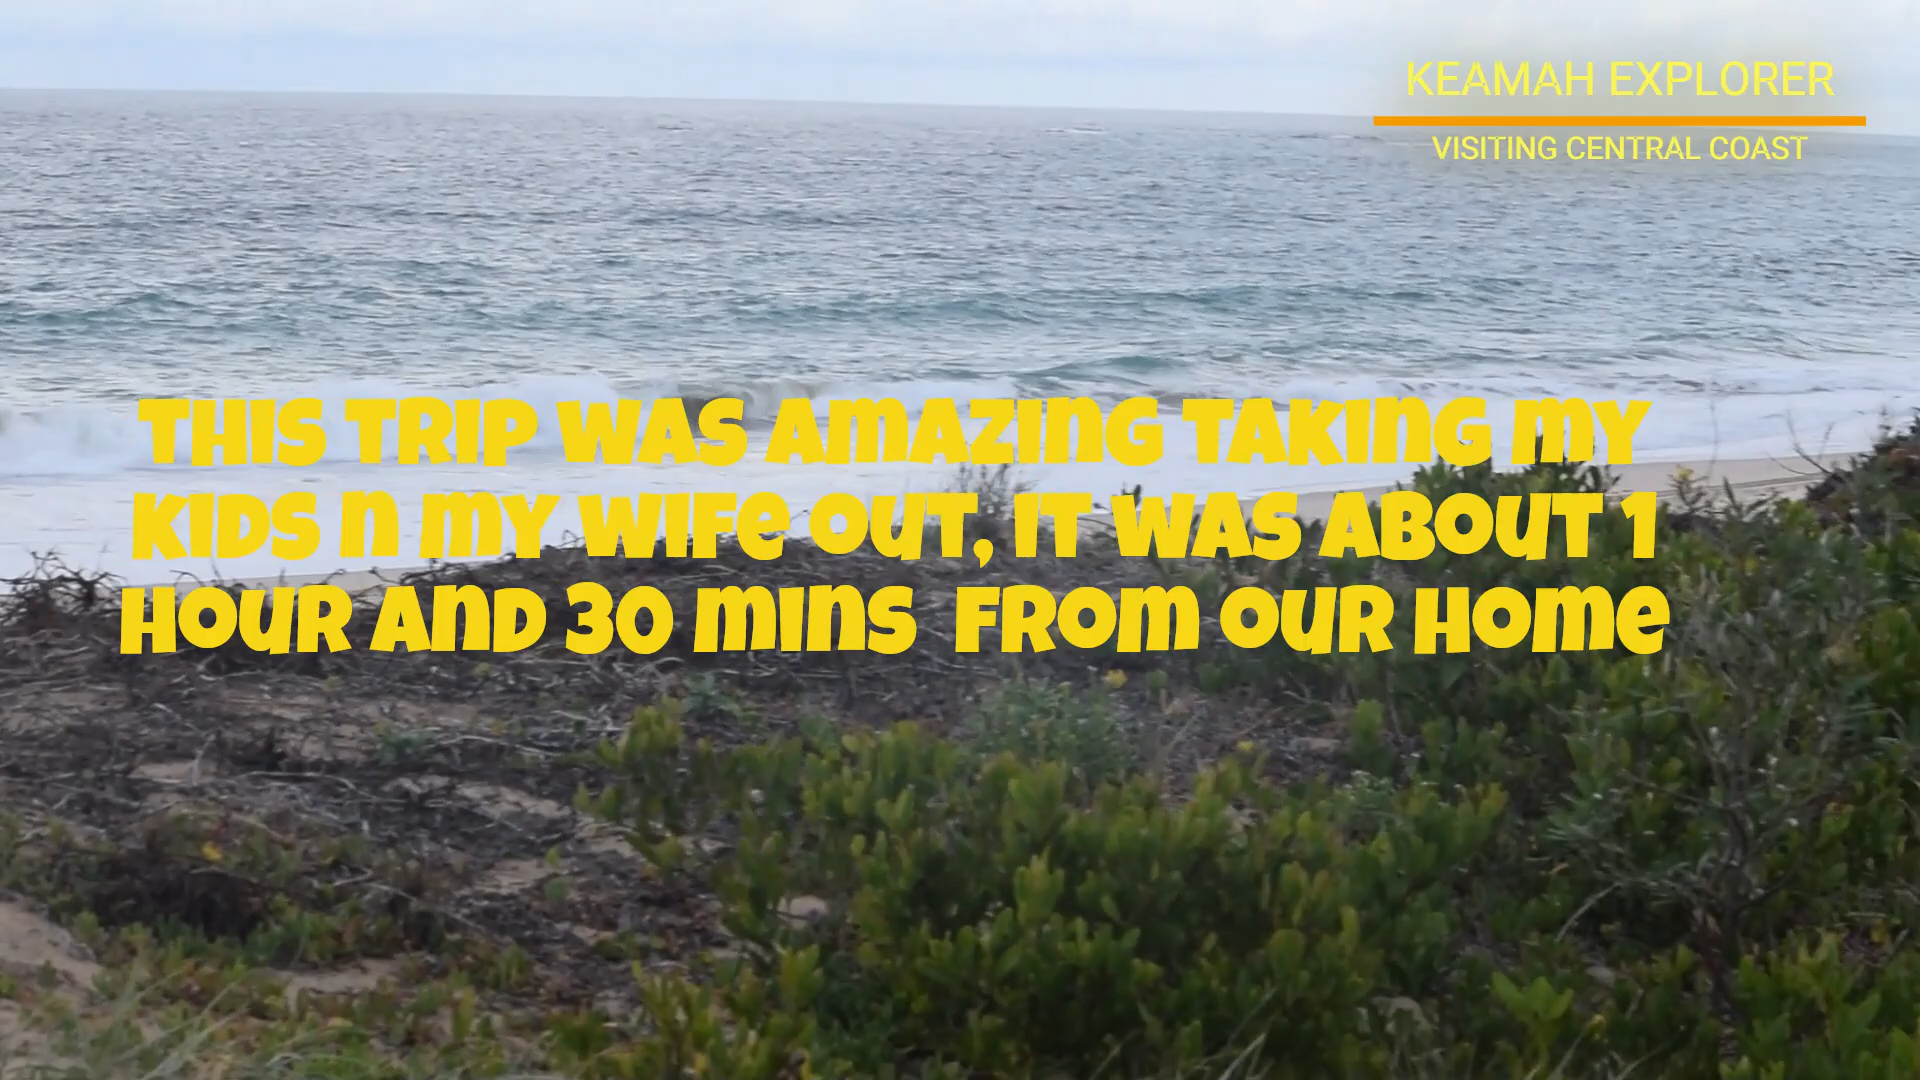 KEAMAH EXPLORER
VISITING CENTRAL COAST
THIS TRIP WAS AMAZING TAKING MY
KIDS N MY WIFE OUT, IT WAS ABOUT 1
HOUR AND 30 MINS FROM OUR HOME